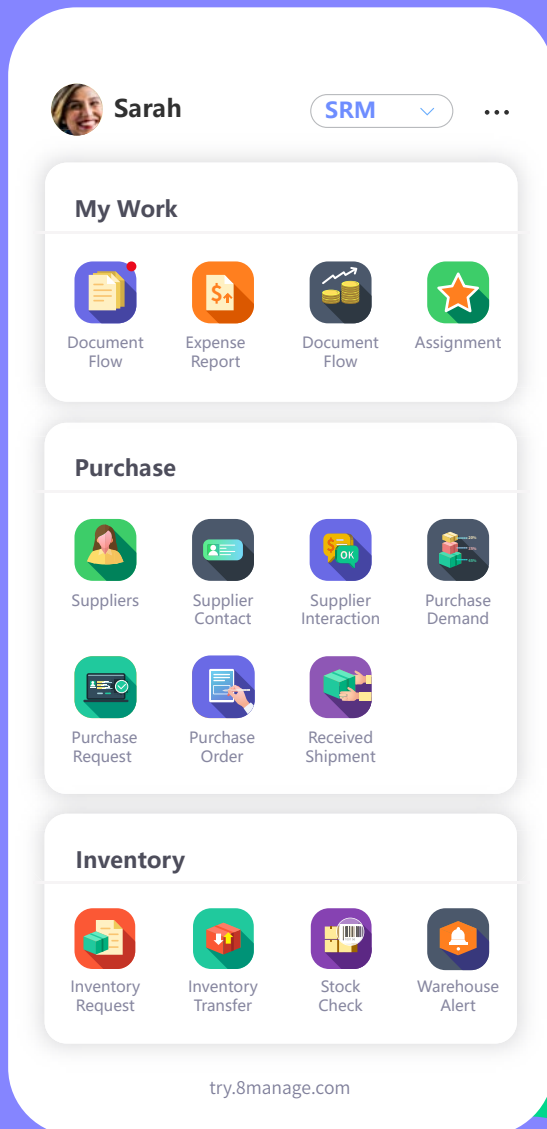 Sarah
SRM
My Work
Document
Flow
Expense
Report
Document
Flow
Assignment
Purchase
Suppliers
Supplier
Contact
Supplier
Interaction
OK
Purchase
Demand
Purchase
Request
Purchase
Order
Received
Shipment
Inventory
Inventory
Request
Inventory
Transfer
Stock
Check
Warehouse
Alert
try.8manage.com